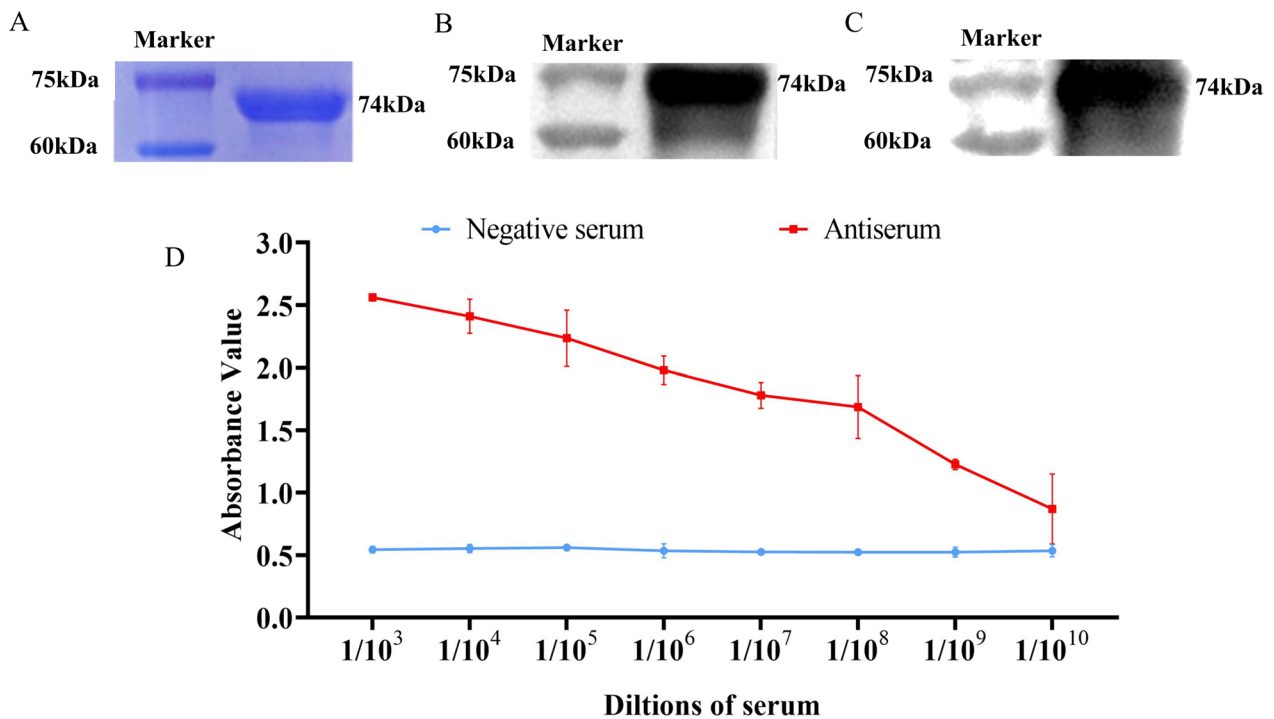 A
B
C
Marker
Marker
Marker
75kDa
74kDa
60kDa
75kDa
74kDa
60kDa
75kDa
74kDa
60kDa
D
Negative serum
Antiserum
Absorbance Value
3.0
2.5
2.0
1.5
1.0
0.5
0.0
1/10³ 1/10⁴ 1/10⁵ 1/10⁶ 1/10⁷ 1/10⁸ 1/10⁹ 1/10¹⁰
Diltions of serum